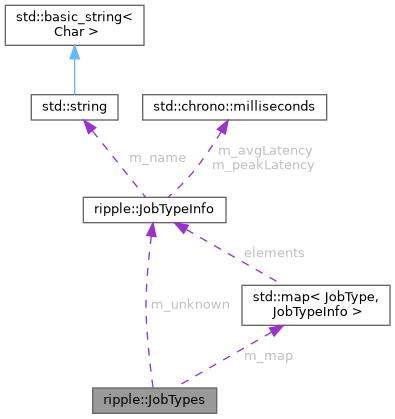 std::basic_string<
Char >
std::string
std::chrono::milliseconds
m_name
m_avgLatency
m_peakLatency
ripple::JobTypeInfo
elements
m_unknown
std::map< JobType,
JobTypeInfo >
m_map
ripple::JobTypes